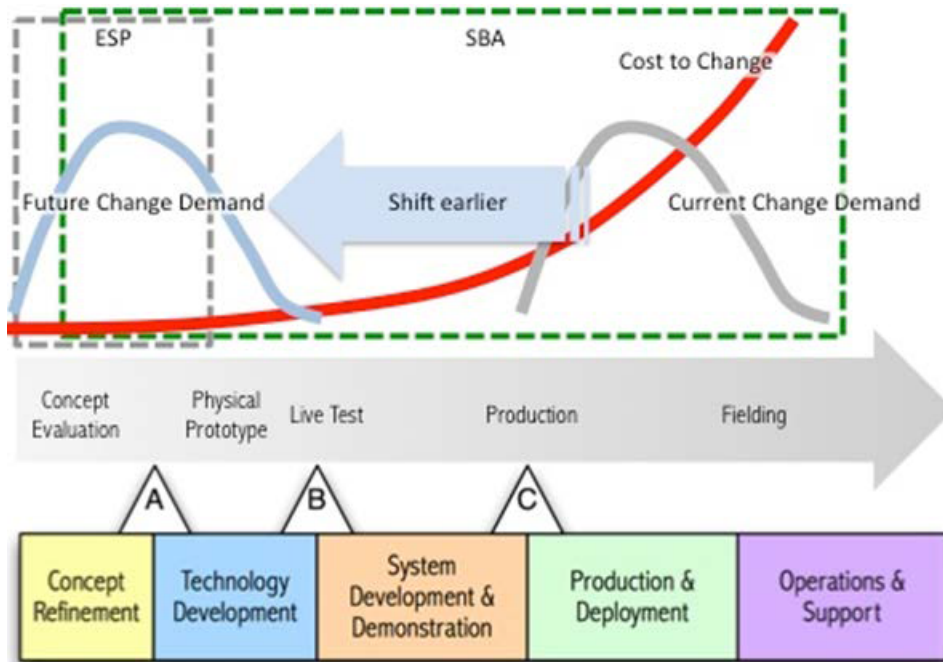 ESP
SBA
Cost to Change
Future Change Demand
Shift earlier
Current Change Demand
Concept
Evaluation
Physical
Prototype
Live Test
Production
Fielding
A
B
C
Concept
Refinement
Technology
Development
System
Development &
Demonstration
Production &
Deployment
Operations &
Support